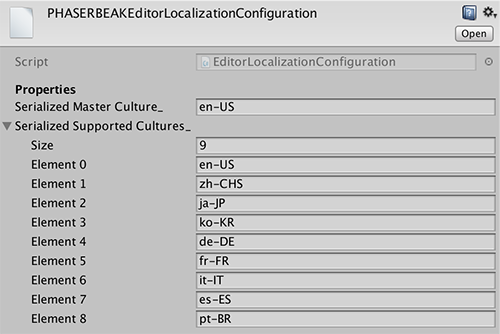 PHASERBEAKEditorLocalizationConfiguration
Open
Script EditorLocalizationConfiguration
Properties
Serialized Master Culture_ en-US
Serialized Supported Cultures_
Size 9
Element 0 en-US
Element 1 zh-CHS
Element 2 ja-JP
Element 3 ko-KR
Element 4 de-DE
Element 5 fr-FR
Element 6 it-IT
Element 7 es-ES
Element 8 pt-BR